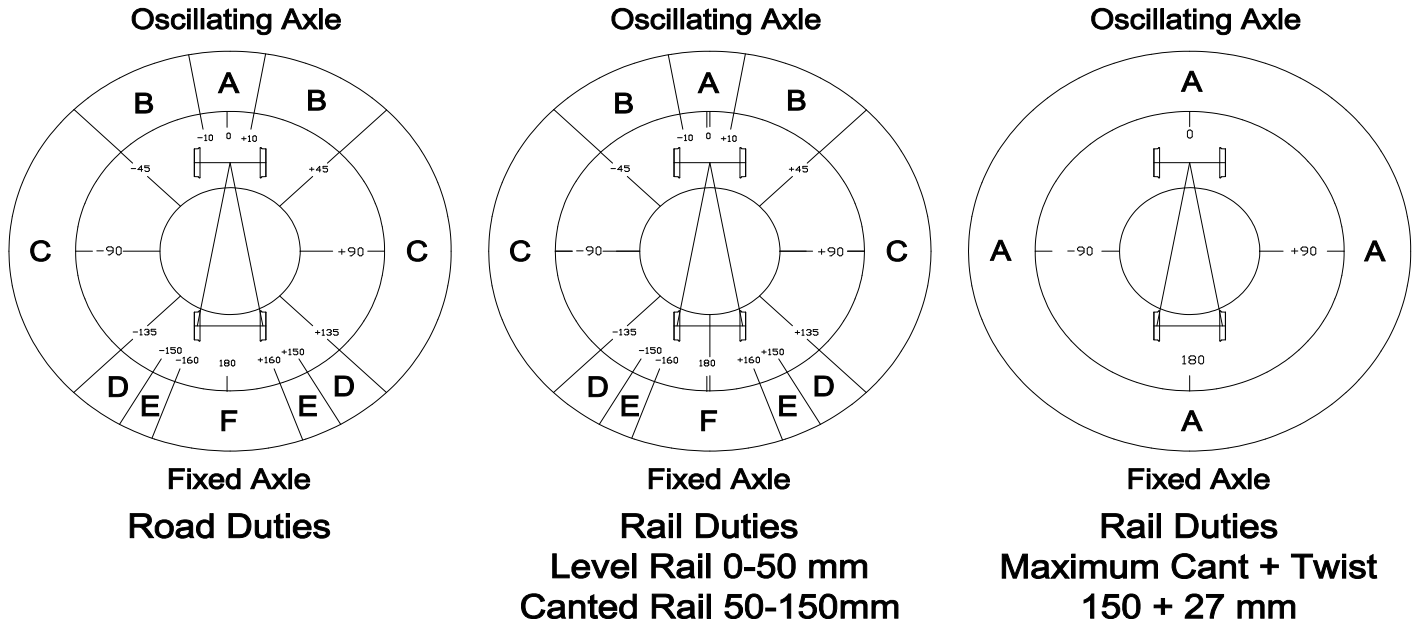 Oscillating Axle
A
B
B
-10
0
+10
-45
+45
C
-90
+90
C
-135
+135
-150
+150
-160
180
+160
D
D
E
E
F
Fixed Axle
Road Duties
Oscillating Axle
A
B
B
-10
0
+10
-45
+45
C
-90
+90
C
-135
+135
-150
+150
-160
180
+160
D
D
E
E
F
Fixed Axle
Rail Duties
Level Rail 0-50 mm
Canted Rail 50-150mm
Oscillating Axle
A
0
A
-90
+90
A
180
A
Fixed Axle
Rail Duties
Maximum Cant + Twist
150 + 27 mm